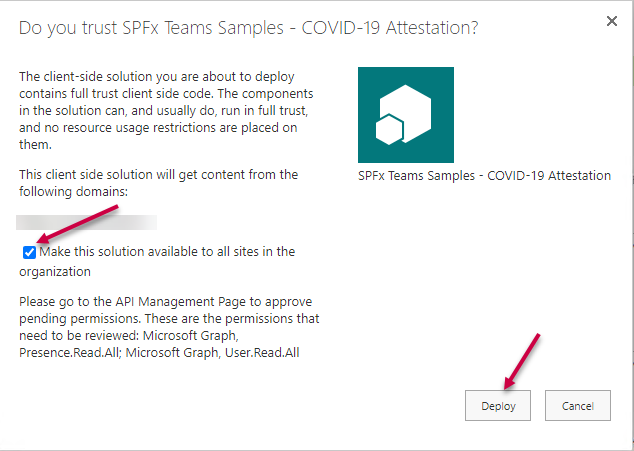 Do you trust SPFx Teams Samples - COVID-19 Attestation?
The client-side solution you are about to deploy
contains full trust client side code. The components
in the solution can, and usually do, run in full trust,
and no resource usage restrictions are placed on
them.
This client side solution will get content from the
following domains:
Make this solution available to all sites in the
organization
Please go to the API Management Page to approve
pending permissions. These are the permissions that
need to be reviewed: Microsoft Graph,
Presence.Read.All; Microsoft Graph, User.Read.All
SPFx Teams Samples - COVID-19 Attestation
Deploy
Cancel